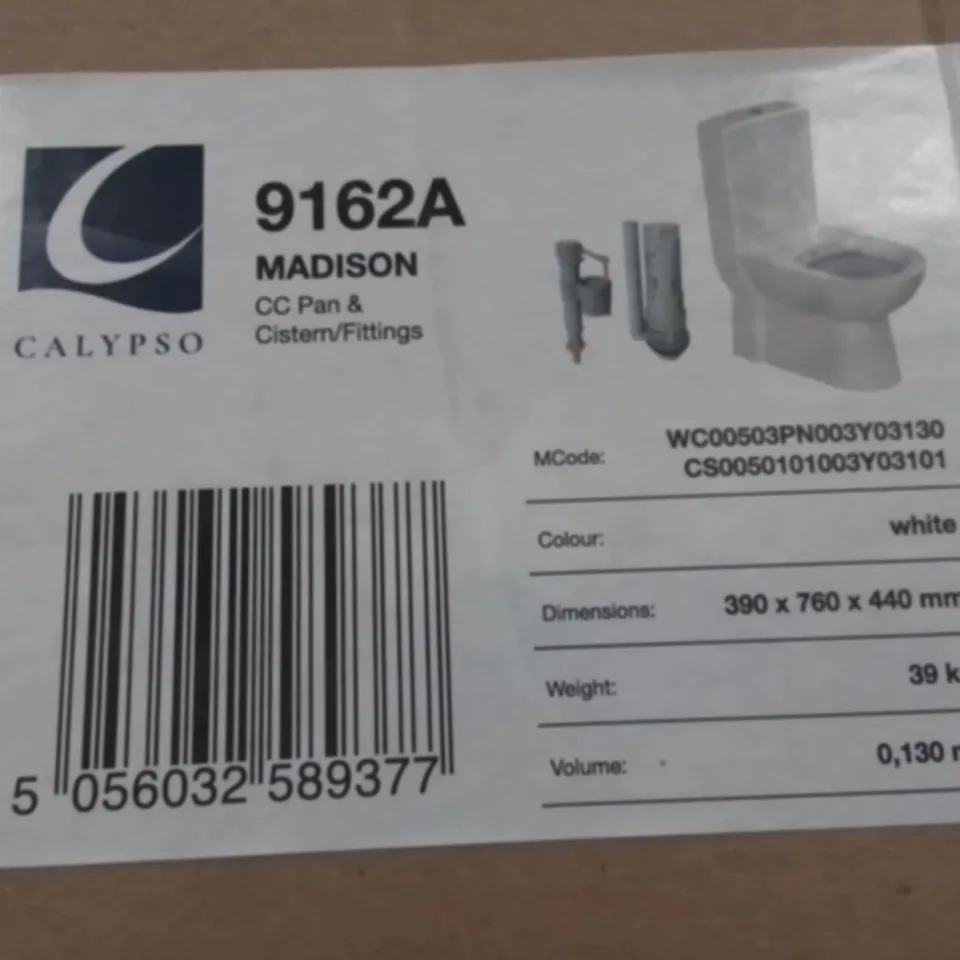 CALYPSO
9162A
MADISON
CC Pan &
Cistern/Fittings
5 056032 589377
MCode: WC00503PN003Y03130
CS0050101003Y03101
Colour: white
Dimensions: 390 x 760 x 440 mm
Weight: 39 k
Volume: 0,130